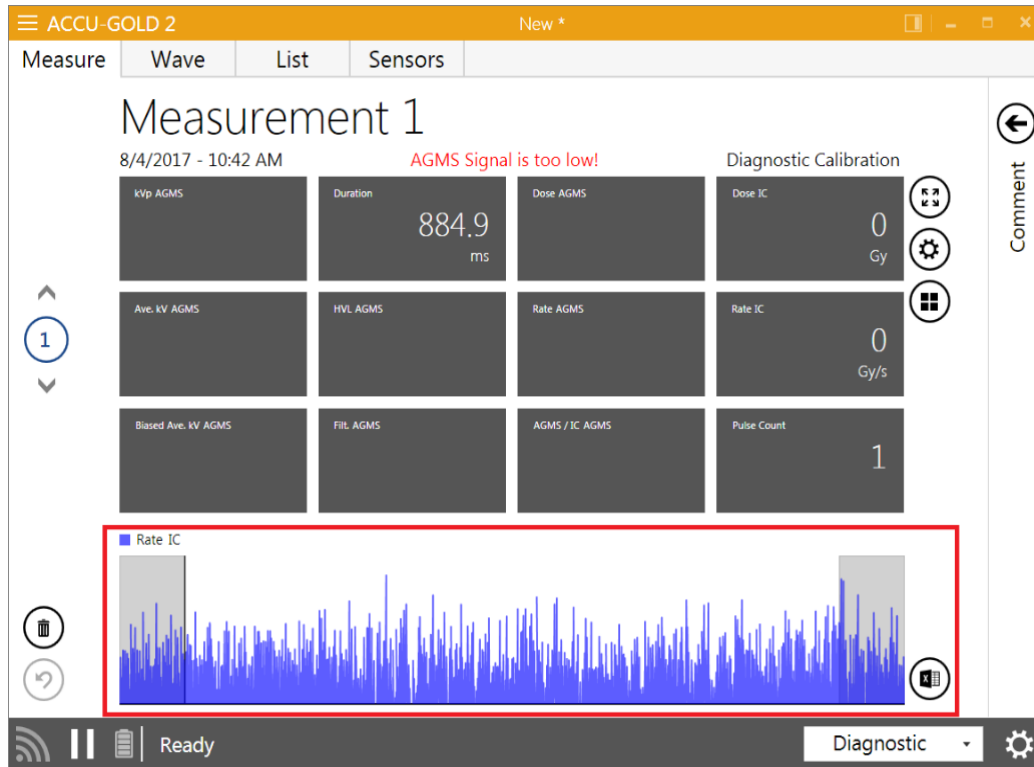 ACCU-GOLD 2
New *
Measure
Wave
List
Sensors
Measurement 1
8/4/2017 - 10:42 AM
AGMS Signal is too low!
Diagnostic Calibration
Comment
kVp AGMS
Duration
884.9
ms
Dose AGMS
Dose IC
0
Gy
Ave. kV AGMS
HVL AGMS
Rate AGMS
Rate IC
0
Gy/s
1
Biased Ave. kV AGMS
Filt. AGMS
AGMS / IC AGMS
Pulse Count
1
Rate IC
Ready
Diagnostic